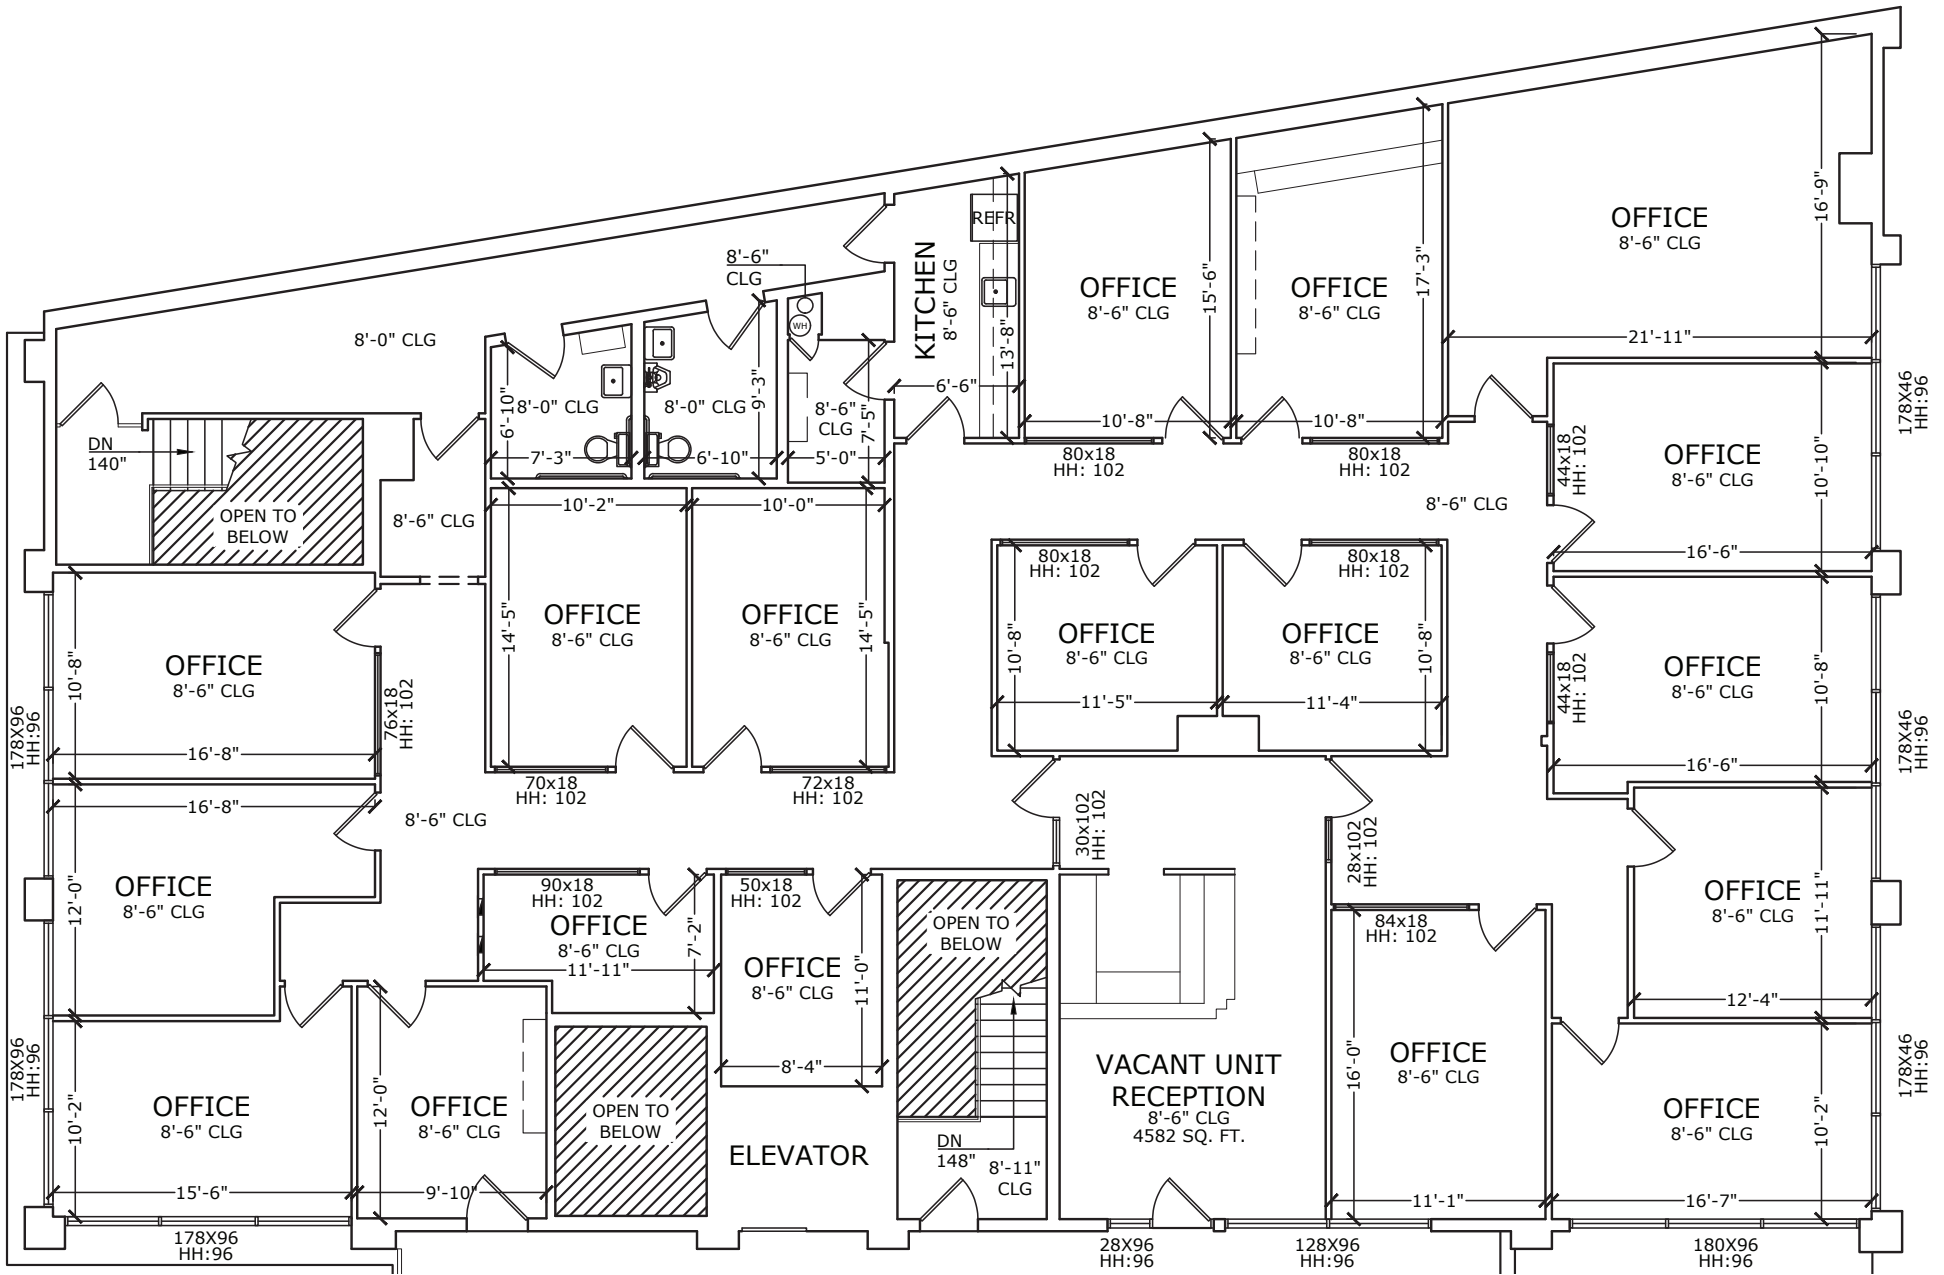 OFFICE
8'-6" CLG
16'-9"
21'-11"
OFFICE
8'-6" CLG
17'-3"
10'-8"
80x18
HH: 102
OFFICE
8'-6" CLG
15'-6"
10'-8"
80x18
HH: 102
REFR
KITCHEN
8'-6" CLG
13'-8"
6'-6"
8'-6"
CLG
WH
8'-6"
CLG
7'-5"
5'-0"
8'-0" CLG
8'-0" CLG
6'-10"
7'-3"
8'-0" CLG
9'-3"
6'-10"
DN
140"
OPEN TO
BELOW
8'-6" CLG
10'-2"
14'-5"
OFFICE
8'-6" CLG
70x18
HH: 102
10'-0"
14'-5"
OFFICE
8'-6" CLG
72x18
HH: 102
8'-6" CLG
80x18
HH: 102
OFFICE
8'-6" CLG
10'-8"
11'-5"
80x18
HH: 102
OFFICE
8'-6" CLG
10'-8"
11'-4"
44x18
HH: 102
OFFICE
8'-6" CLG
10'-10"
16'-6"
178X46
HH:96
44x18
HH: 102
OFFICE
8'-6" CLG
10'-8"
16'-6"
178X46
HH:96
OFFICE
8'-6" CLG
10'-8"
16'-8"
76x18
HH: 102
178X96
HH:96
16'-8"
OFFICE
8'-6" CLG
12'-0"
8'-6" CLG
90x18
HH: 102
OFFICE
8'-6" CLG
7'-2"
11'-11"
50x18
HH: 102
OFFICE
8'-6" CLG
11'-0"
8'-4"
OPEN TO
BELOW
DN
148"
8'-11"
CLG
30x102
HH: 102
28x102
HH: 102
84x18
HH: 102
OFFICE
8'-6" CLG
16'-0"
11'-1"
OFFICE
8'-6" CLG
11'-11"
12'-4"
178X46
HH:96
OFFICE
8'-6" CLG
10'-2"
16'-7"
180X96
HH:96
VACANT UNIT
RECEPTION
8'-6" CLG
4582 SQ. FT.
28X96
HH:96
128X96
HH:96
178X96
HH:96
OFFICE
8'-6" CLG
10'-2"
15'-6"
178X96
HH:96
OFFICE
8'-6" CLG
12'-0"
9'-10"
OPEN TO
BELOW
ELEVATOR